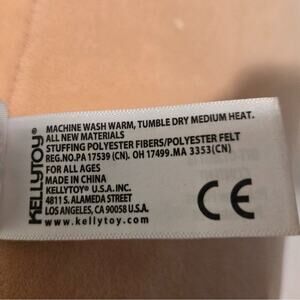 KELLYTOY®
MACHINE WASH WARM, TUMBLE DRY MEDIUM HEAT.
ALL NEW MATERIALS
STUFFING POLYESTER FIBERS/POLYESTER FELT
REG.NO.PA 17539 (CN). OH 17499.MA 3353(CN)
FOR ALL AGES
MADE IN CHINA
KELLYTOY® U.S.A. INC.
4811 S. ALAMEDA STREET
LOS ANGELES, CA 90058 U.S.A.
www.kellytoy.com
CE